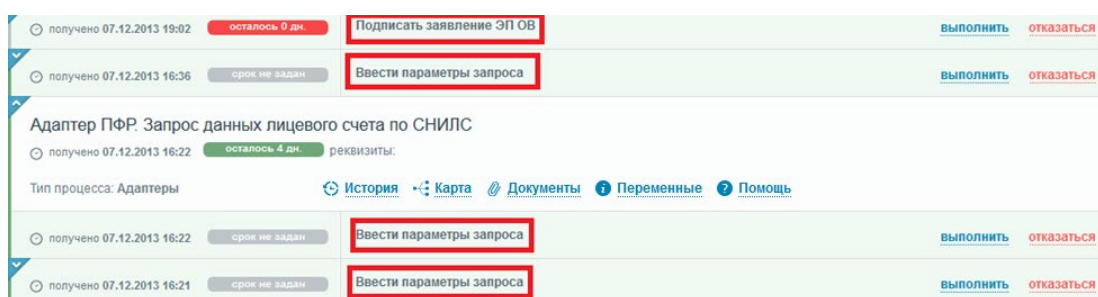 получено 07.12.2013 19:02 осталось 0 дн. Подписать заявление ЭП ОВ выполнить отказаться
получено 07.12.2013 16:36 срок не задан Ввести параметры запроса выполнить отказаться
Адаптер ПФР. Запрос данных лицевого счета по СНИЛС
получено 07.12.2013 16:22 осталось 4 дн. реквизиты:
Тип процесса: Адаптеры История Карта Документы Переменные Помощь
получено 07.12.2013 16:22 срок не задан Ввести параметры запроса выполнить отказаться
получено 07.12.2013 16:21 срок не задан Ввести параметры запроса выполнить отказаться